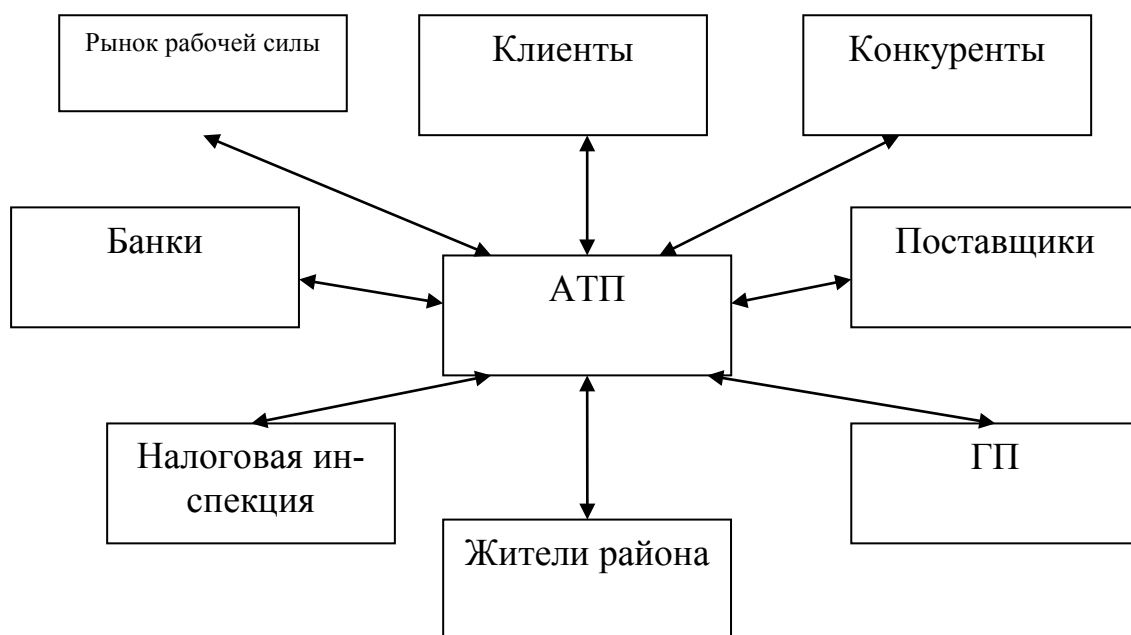 Рынок рабочей силы
Клиенты
Конкуренты
Банки
АТП
Поставщики
Налоговая ин-
спекция
ГП
Жители района